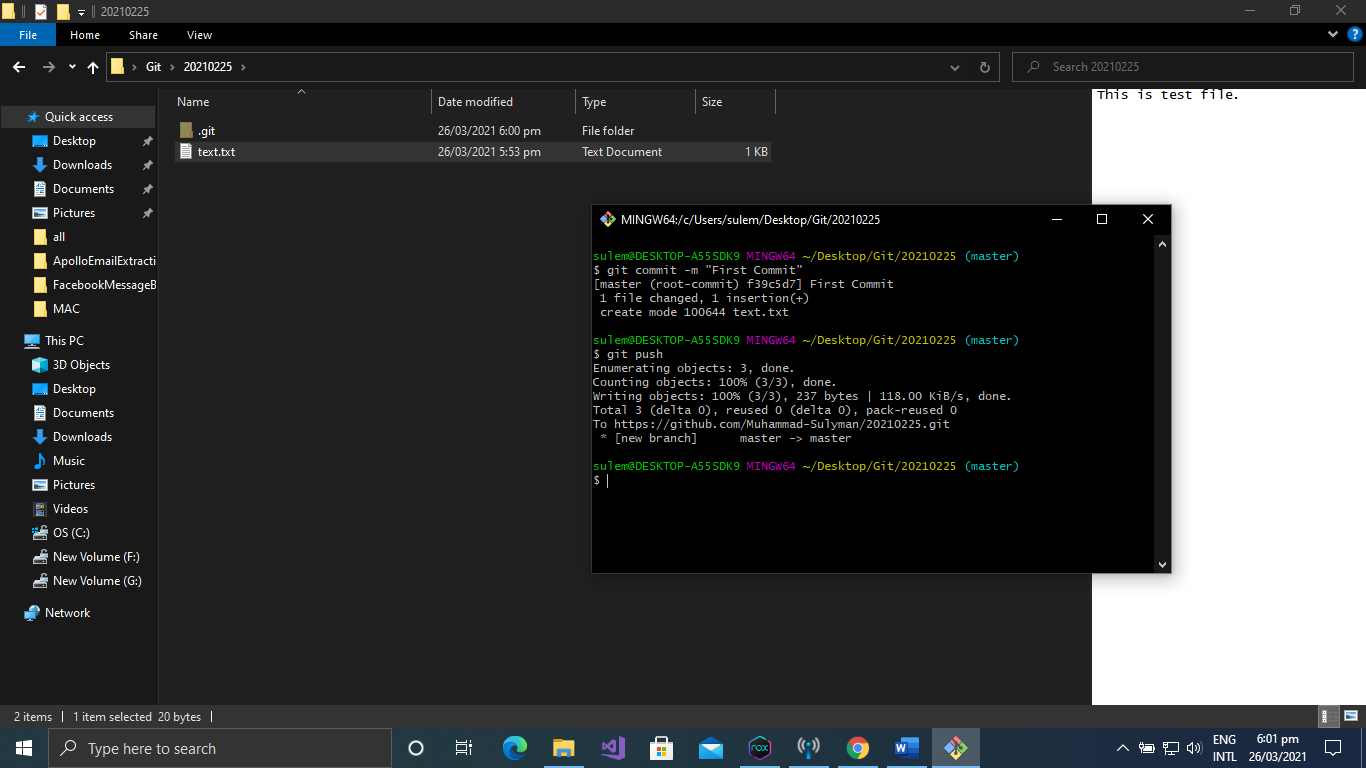 20210225
File Home Share View
Git 20210225
Search 20210225
Name Date modified Type Size
.git 26/03/2021 6:00 pm File folder
text.txt 26/03/2021 5:53 pm Text Document 1 KB
This is test file.
Quick access
Desktop
Downloads
Documents
Pictures
all
ApolloEmailExtracti
FacebookMessageB
MAC
This PC
3D Objects
Desktop
Documents
Downloads
Music
Pictures
Videos
OS (C:)
New Volume (F:)
New Volume (G:)
Network
MINGW64:/c/Users/sulem/Desktop/Git/20210225
sulem@DESKTOP-A55SDK9 MINGW64 ~/Desktop/Git/20210225 (master)
$ git commit -m "First Commit"
[master (root-commit) f39c5d7] First Commit
1 file changed, 1 insertion(+)
create mode 100644 text.txt
sulem@DESKTOP-A55SDK9 MINGW64 ~/Desktop/Git/20210225 (master)
$ git push
Enumerating objects: 3, done.
Counting objects: 100% (3/3), done.
Writing objects: 100% (3/3), 237 bytes | 118.00 KiB/s, done.
Total 3 (delta 0), reused 0 (delta 0), pack-reused 0
To https://github.com/Muhammad-Sulyman/20210225.git
* [new branch] master -> master
sulem@DESKTOP-A55SDK9 MINGW64 ~/Desktop/Git/20210225 (master)
$
2 items 1 item selected 20 bytes
Type here to search
nox
W
ENG
INTL
6:01 pm
26/03/2021